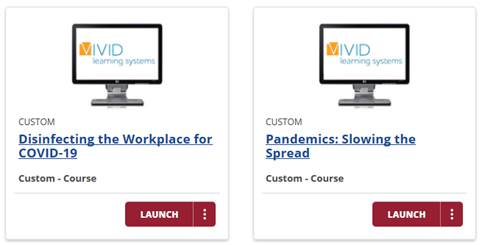 VIVID
learning systems
CUSTOM
Disinfecting the Workplace for
COVID-19
Custom - Course
LAUNCH
VIVID
learning systems
CUSTOM
Pandemics: Slowing the
Spread
Custom - Course
LAUNCH